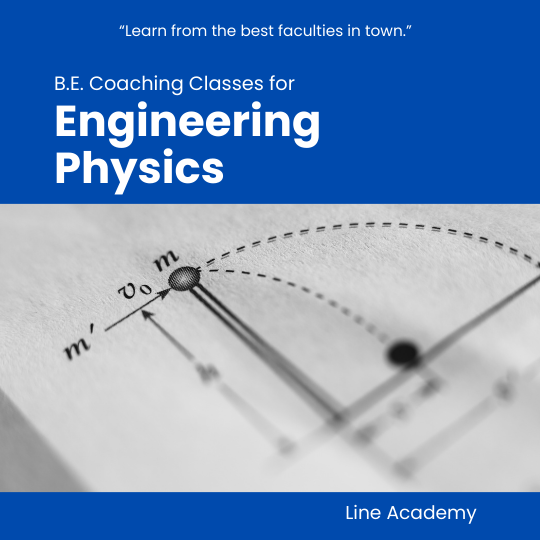 “Learn from the best faculties in town.”
B.E. Coaching Classes for
Engineering
Physics
m
v₀
m′
h
Line Academy